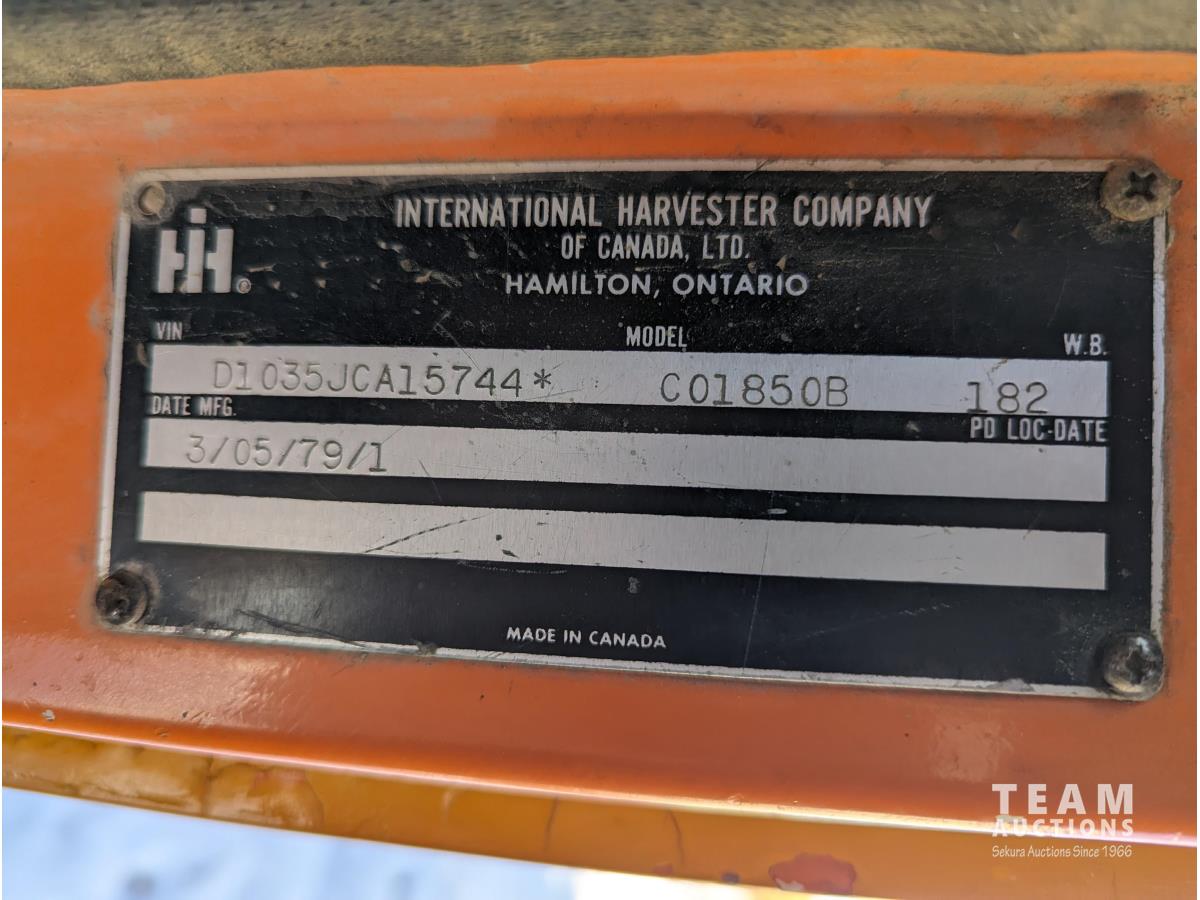 INTERNATIONAL HARVESTER COMPANY
OF CANADA, LTD.
HAMILTON, ONTARIO
IH®
VIN MODEL W.B.
D1035JCA15744* CO1850B 182
DATE MFG. PD LOC-DATE
3/05/79/1
MADE IN CANADA
TEAM
AUCTIONS
Sekura Auctions Since 1966